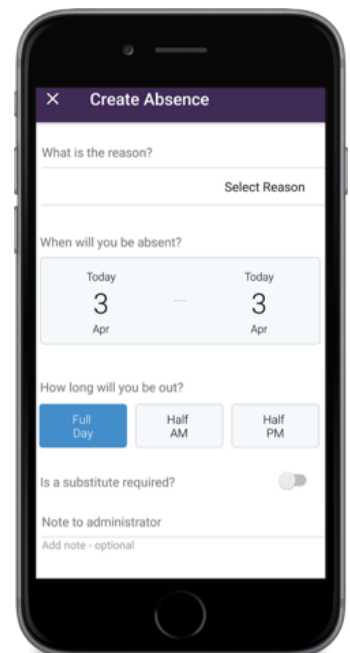 × Create Absence
What is the reason?
Select Reason
When will you be absent?
Today Today
3 — 3
Apr Apr
How long will you be out?
Full Half Half
Day AM PM
Is a substitute required?
Note to administrator
Add note - optional